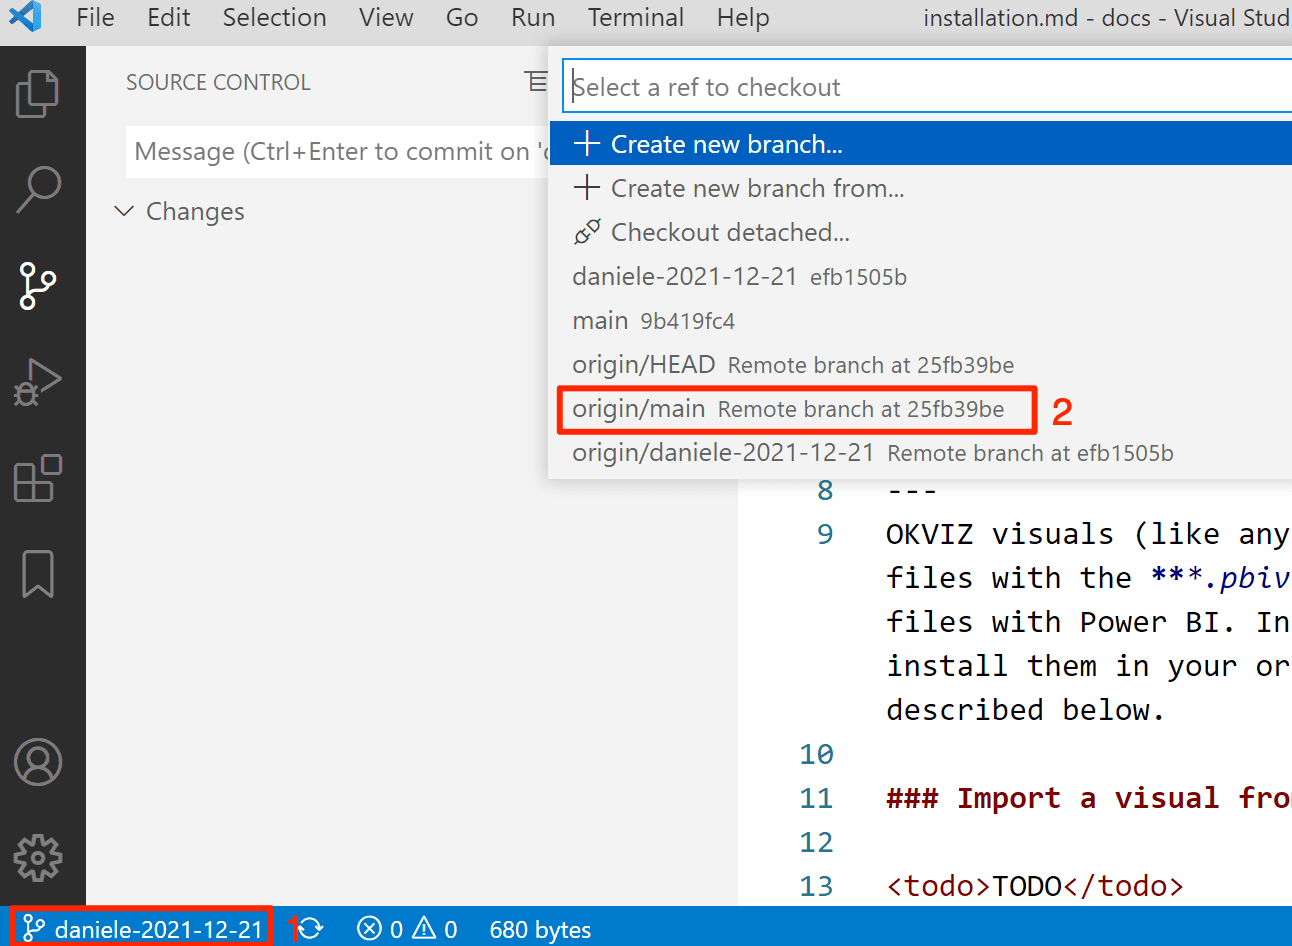 File Edit Selection View Go Run Terminal Help installation.md - docs - Visual Stud
SOURCE CONTROL
Message (Ctrl+Enter to commit on '
Changes
Select a ref to checkout
Create new branch...
Create new branch from...
Checkout detached...
daniele-2021-12-21 efb1505b
main 9b419fc4
origin/HEAD Remote branch at 25fb39be
origin/main Remote branch at 25fb39be 2
origin/daniele-2021-12-21 Remote branch at efb1505b
8 ---
9 OKVIZ visuals (like any
files with the ***.pbiv
files with Power BI. In
install them in your or
described below.
10
11 ### Import a visual fro
12
13 <todo>TODO</todo>
daniele-2021-12-21 1 0 0 680 bytes